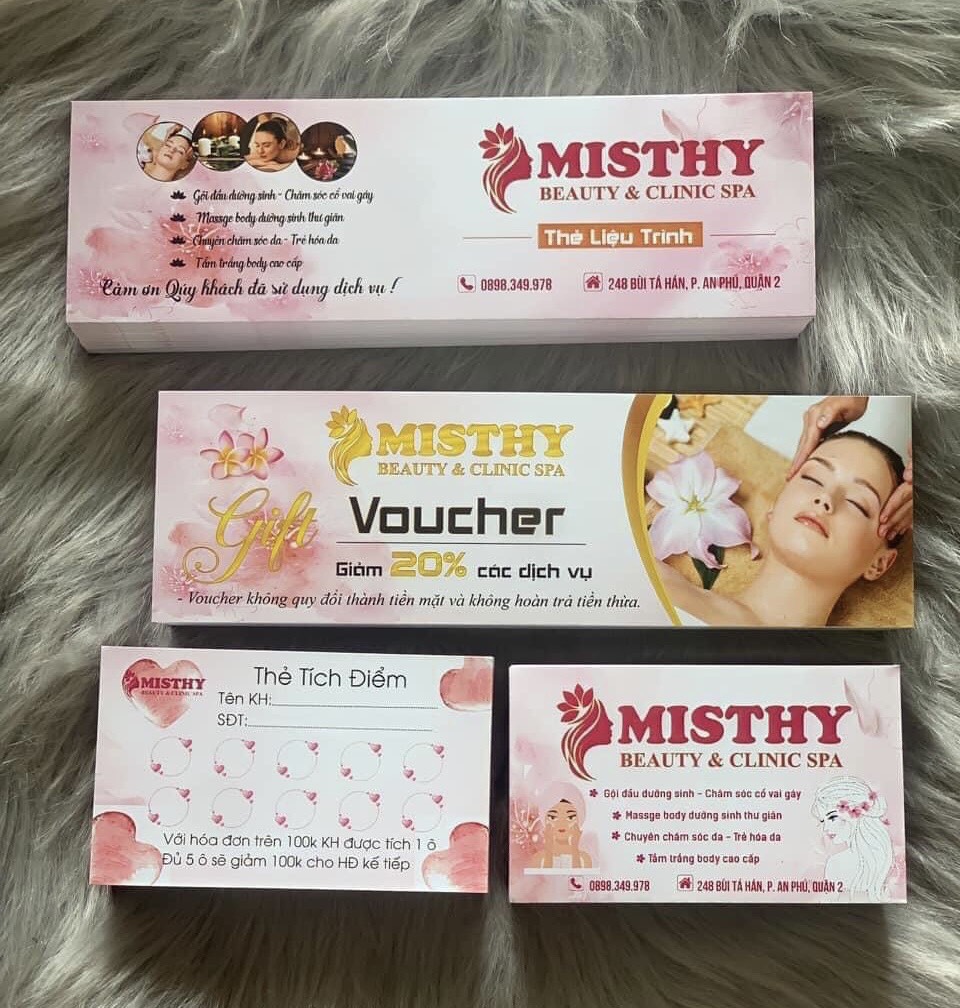 Gội đầu dưỡng sinh - Chăm sóc cổ vai gáy
Massge body dưỡng sinh thư giãn
Chuyên chăm sóc da - Trẻ hóa da
Tắm trắng body cao cấp
Cảm ơn Qúy khách đã sử dụng dịch vụ !
MISTHY
BEAUTY & CLINIC SPA
Thẻ Liệu Trình
0898.349.978
248 BÙI TÁ HÁN, P. AN PHÚ, QUẬN 2
MISTHY
BEAUTY & CLINIC SPA
Gift
Voucher
Giảm 20% các dịch vụ
- Voucher không quy đổi thành tiền mặt và không hoàn trả tiền thừa.
MISTHY
BEAUTY & CLINIC SPA
Thẻ Tích Điểm
Tên KH:
SĐT:
Với hóa đơn trên 100k KH được tích 1 ô
Đủ 5 ô sẽ giảm 100k cho HĐ kế tiếp
MISTHY
BEAUTY & CLINIC SPA
Gội đầu dưỡng sinh - Chăm sóc cổ vai gáy
Massge body dưỡng sinh thư giãn
Chuyên chăm sóc da - Trẻ hóa da
Tắm trắng body cao cấp
0898.349.978
248 BÙI TÁ HÁN, P. AN PHÚ, QUẬN 2